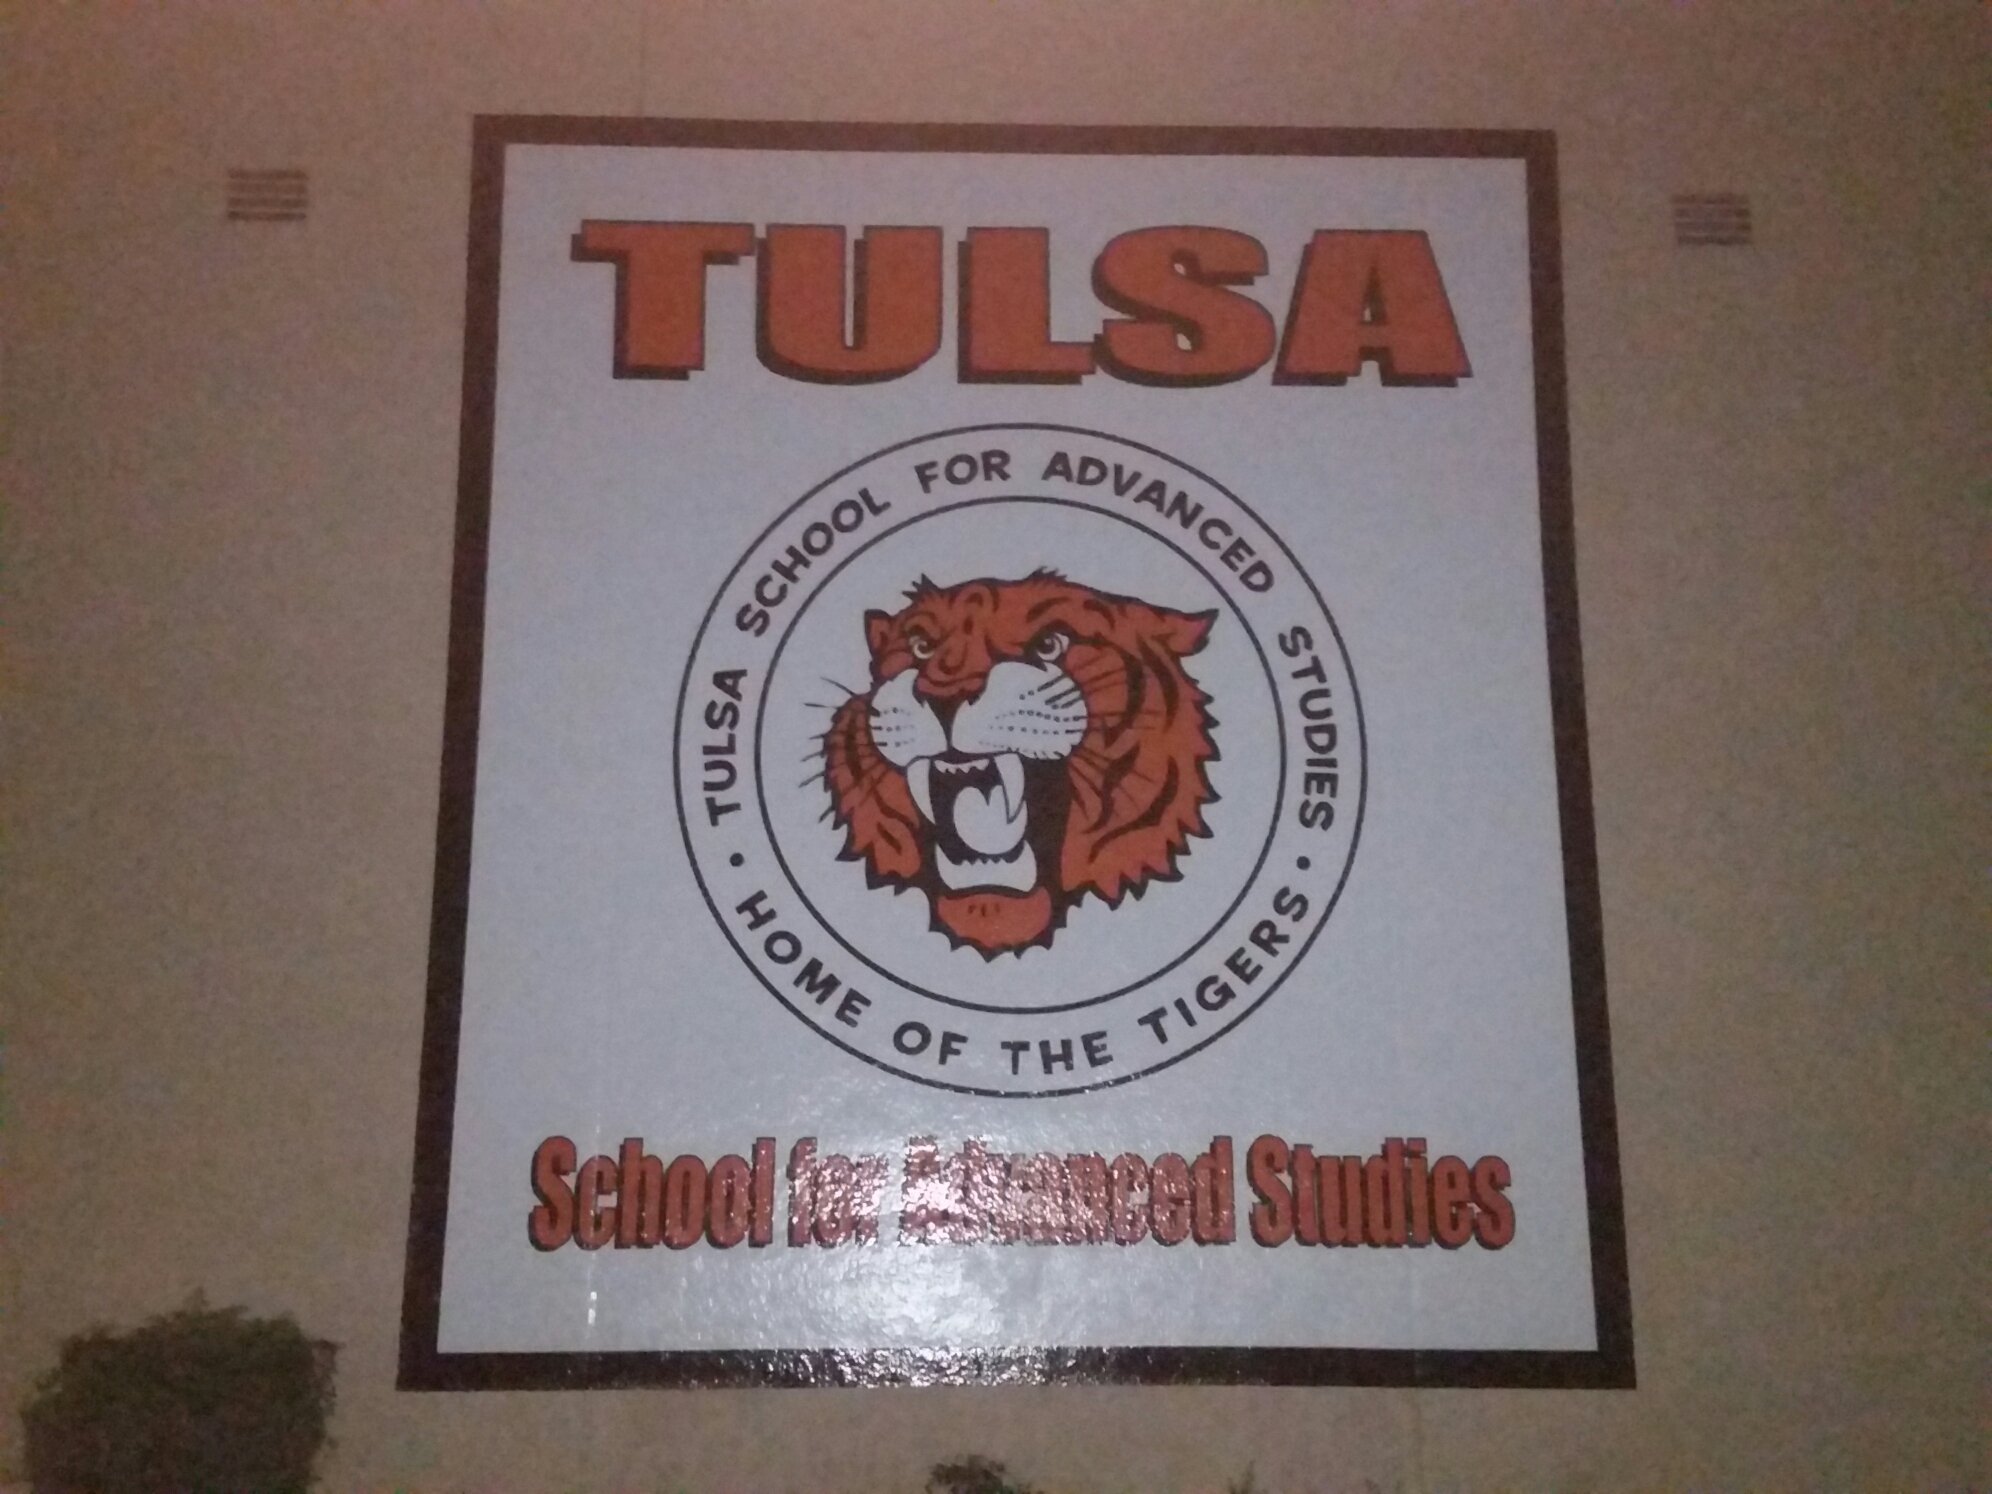 TULSA
TULSA SCHOOL FOR ADVANCED STUDIES
• HOME OF THE TIGERS •
School for Advanced Studies